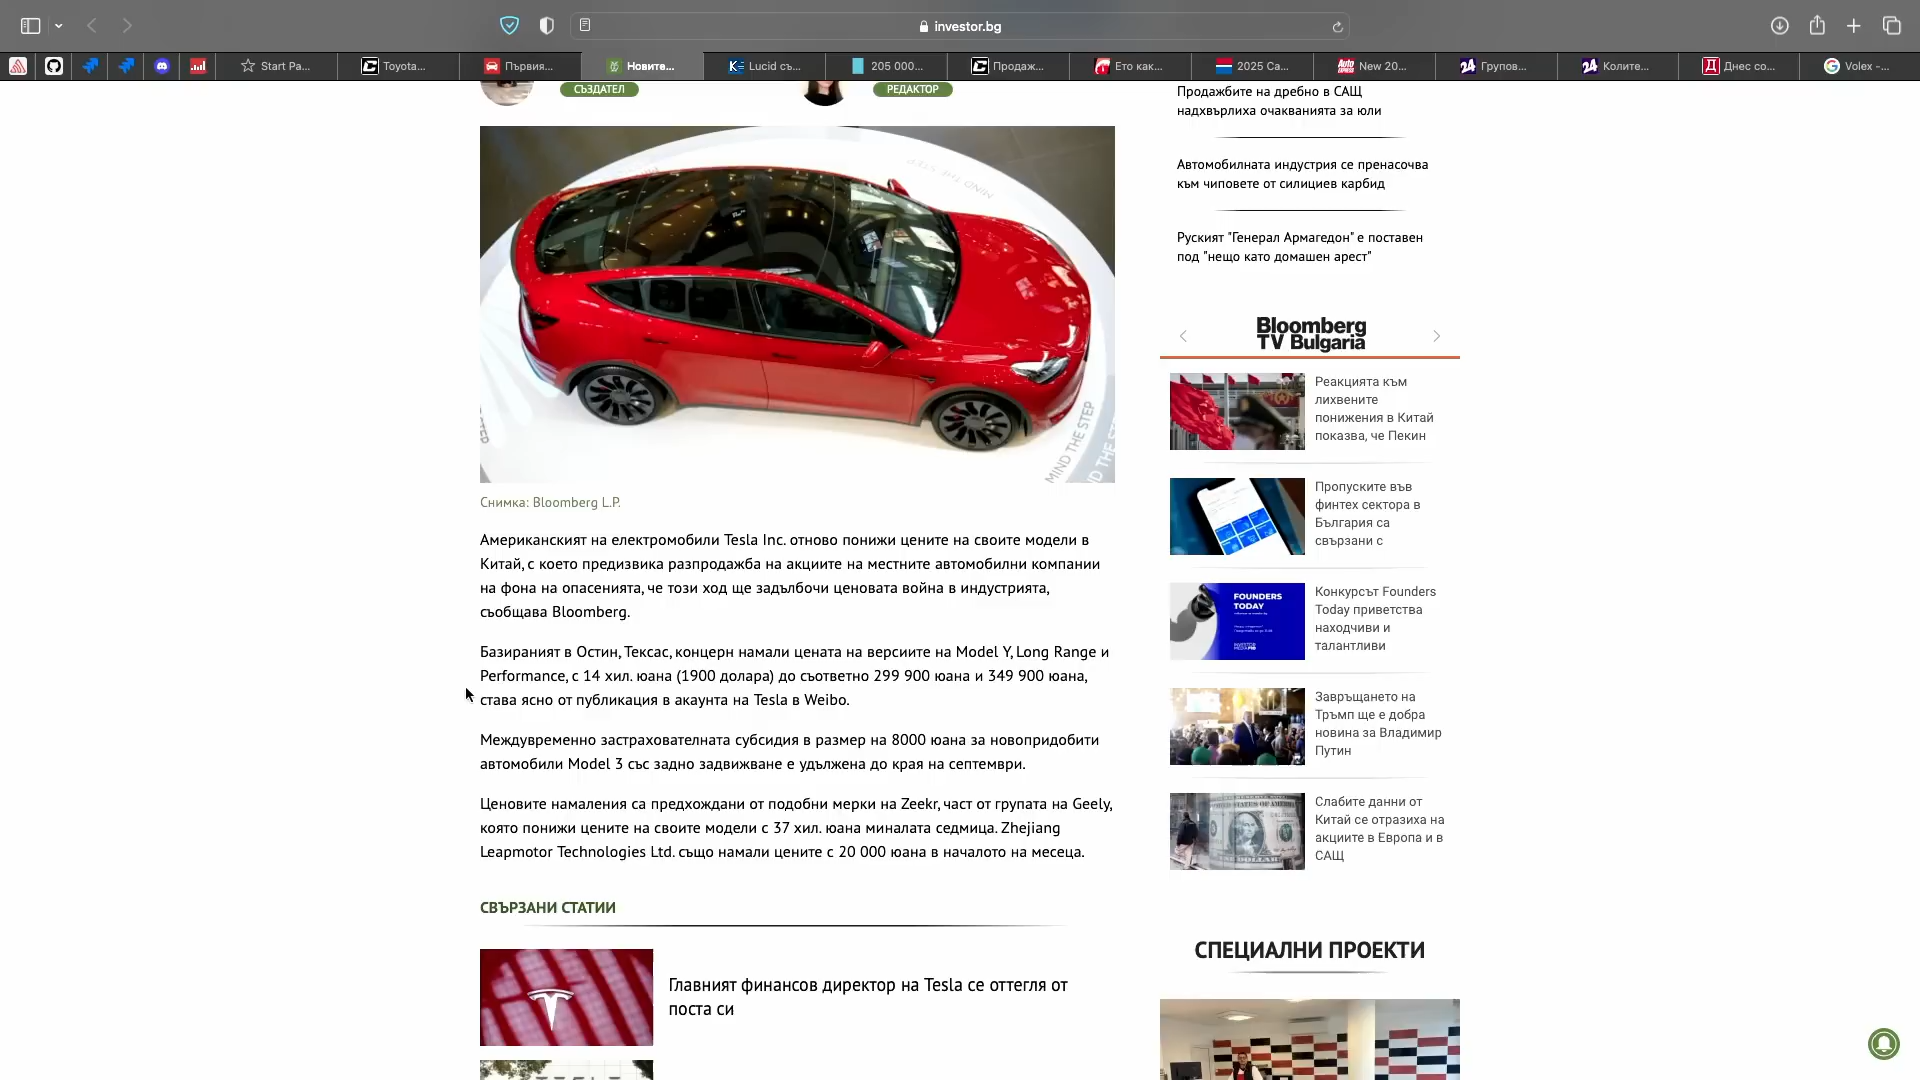 investor.bg
Start Pa...
Toyota...
Първия...
Новите...
Lucid съ...
205 000...
Продаж...
Ето как...
2025 Ca...
New 20...
Групов...
Колите...
Днес со...
Volex -...
СЪЗДАТЕЛ
РЕДАКТОР
MIND THE STEP
MIND THE STEP
Снимка: Bloomberg L.P.
Американският на електромобили Tesla Inc. отново понижи цените на своите модели в
Китай, с което предизвика разпродажба на акциите на местните автомобилни компании
на фона на опасенията, че този ход ще задълбочи ценовата война в индустрията,
съобщава Bloomberg.
Базираният в Остин, Тексас, концерн намали цената на версиите на Model Y, Long Range и
Performance, с 14 хил. юана (1900 долара) до съответно 299 900 юана и 349 900 юана,
става ясно от публикация в акаунта на Tesla в Weibo.
Междувременно застрахователната субсидия в размер на 8000 юана за новопридобити
автомобили Model 3 със задно задвижване е удължена до края на септември.
Ценовите намаления са предхождани от подобни мерки на Zeekr, част от групата на Geely,
която понижи цените на своите модели с 37 хил. юана миналата седмица. Zhejiang
Leapmotor Technologies Ltd. също намали цените с 20 000 юана в началото на месеца.
СВЪРЗАНИ СТАТИИ
Главният финансов директор на Tesla се оттегля от
поста си
Продажбите на дребно в САЩ
надхвърлиха очакванията за юли
Автомобилната индустрия се пренасочва
към чиповете от силициев карбид
Руският "Генерал Армагедон" е поставен
под "нещо като домашен арест"
Bloomberg
TV Bulgaria
Реакцията към
лихвените
понижения в Китай
показва, че Пекин
Пропуските във
финтех сектора в
България са
свързани с
FOUNDERS
TODAY
Конкурсът Founders
Today приветства
находчиви и
талантливи
Завръщането на
Тръмп ще е добра
новина за Владимир
Путин
Слабите данни от
Китай се отразиха на
акциите в Европа и в
САЩ
СПЕЦИАЛНИ ПРОЕКТИ